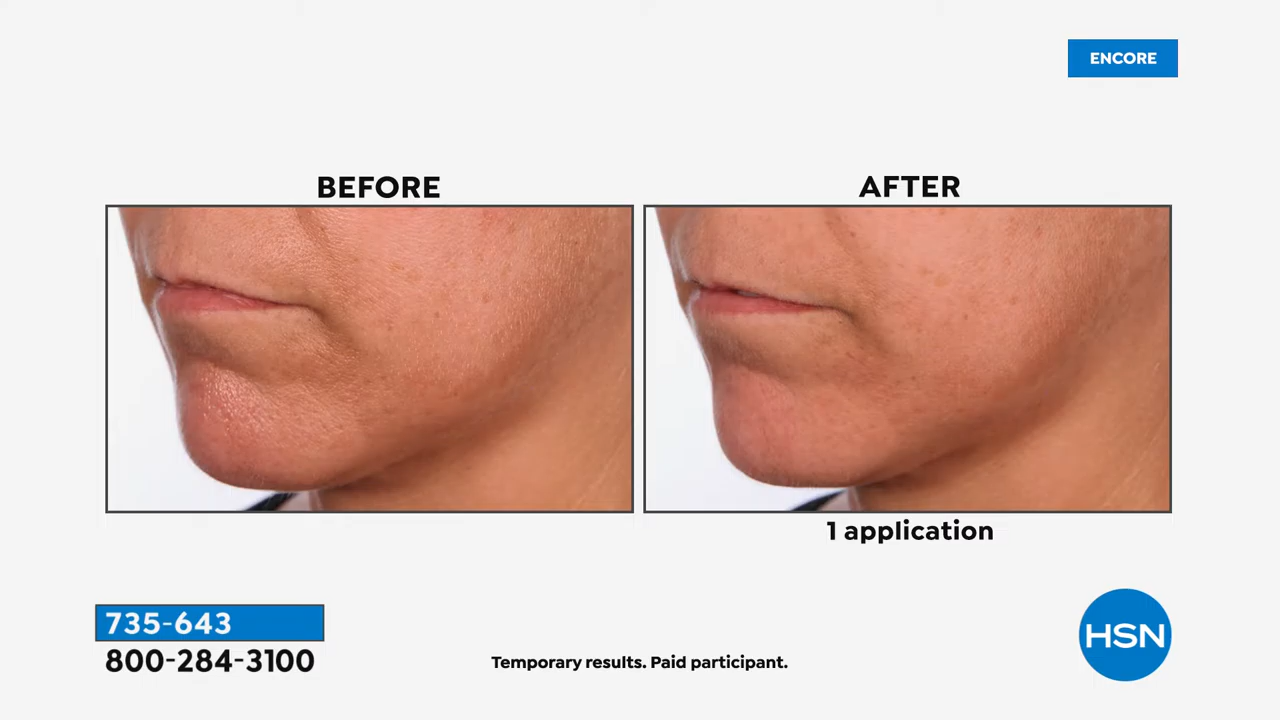 ENCORE
BEFORE
AFTER
1 application
735-643
800-284-3100
Temporary results. Paid participant.
HSN